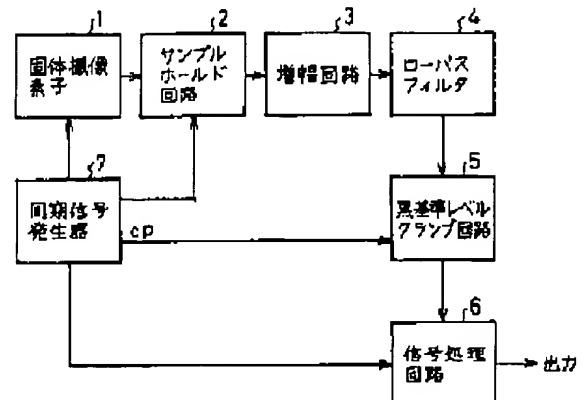 1
固体撮像
素子
2
サンプル
ホールド
回路
3
増幅回路
4
ローパス
フィルタ
7
同期信号
発生器
cp
5
黒基準レベル
クランプ回路
6
信号処理
回路
出力